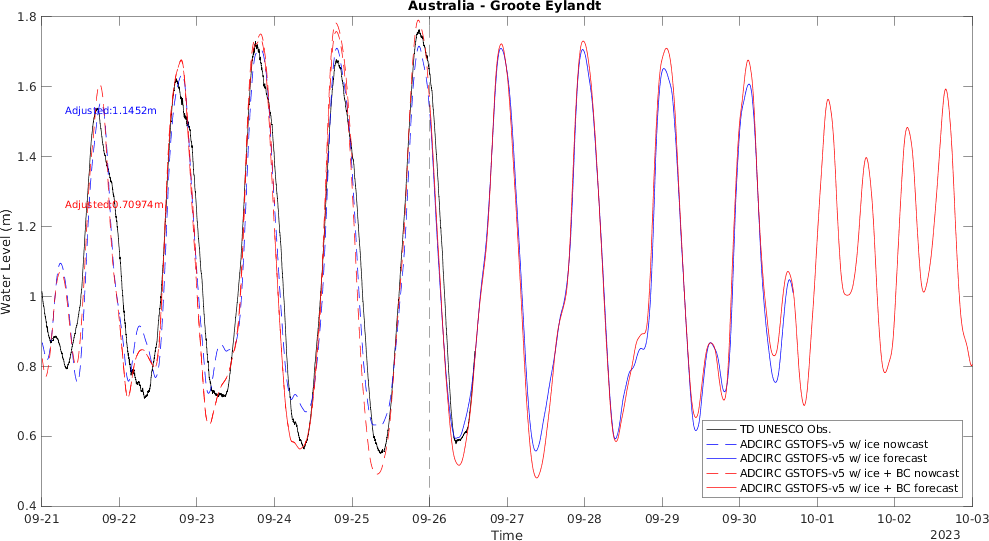 Australia - Groote Eylandt
Water Level (m)
1.8
1.6
1.4
1.2
1
0.8
0.6
0.4
Adjusted:1.1452m
Adjusted:0.70974m
TD UNESCO Obs.
ADCIRC GSTOFS-v5 w/ ice nowcast
ADCIRC GSTOFS-v5 w/ ice forecast
ADCIRC GSTOFS-v5 w/ ice + BC nowcast
ADCIRC GSTOFS-v5 w/ ice + BC forecast
09-21 09-22 09-23 09-24 09-25 09-26 09-27 09-28 09-29 09-30 10-01 10-02 10-03
Time
2023